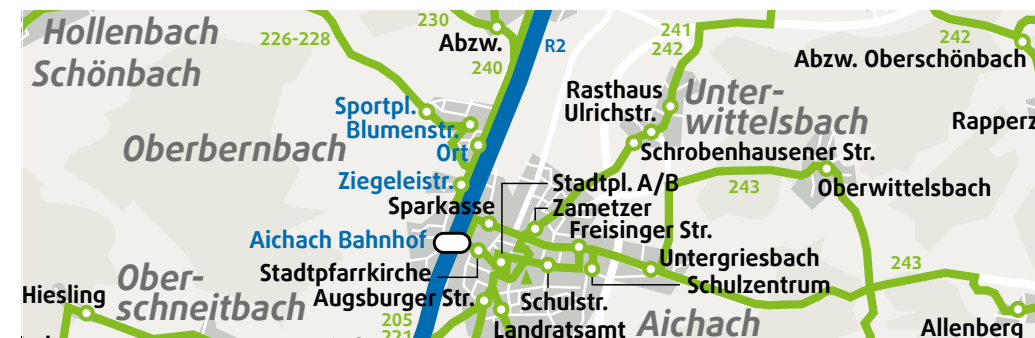 Hollenbach
Schönbach
226-228
230
Abzw.
240
R2
241
242
242
Abzw. Oberschönbach
Sportpl.
Blumenstr.
Ort
Oberbernbach
Ziegeleistr.
Sparkasse
Rasthaus
Ulrichstr.
Unter-
wittelsbach
Schrobenhausener Str.
243
Oberwittelsbach
Stadtpl. A/B
Zametzer
Freisinger Str.
Aichach Bahnhof
Stadtpfarrkirche
Augsburger Str.
Untergriesbach
Schulzentrum
243
Hiesling
Ober-
schneitbach
205
Schulstr.
Landratsamt
Aichach
Allenberg